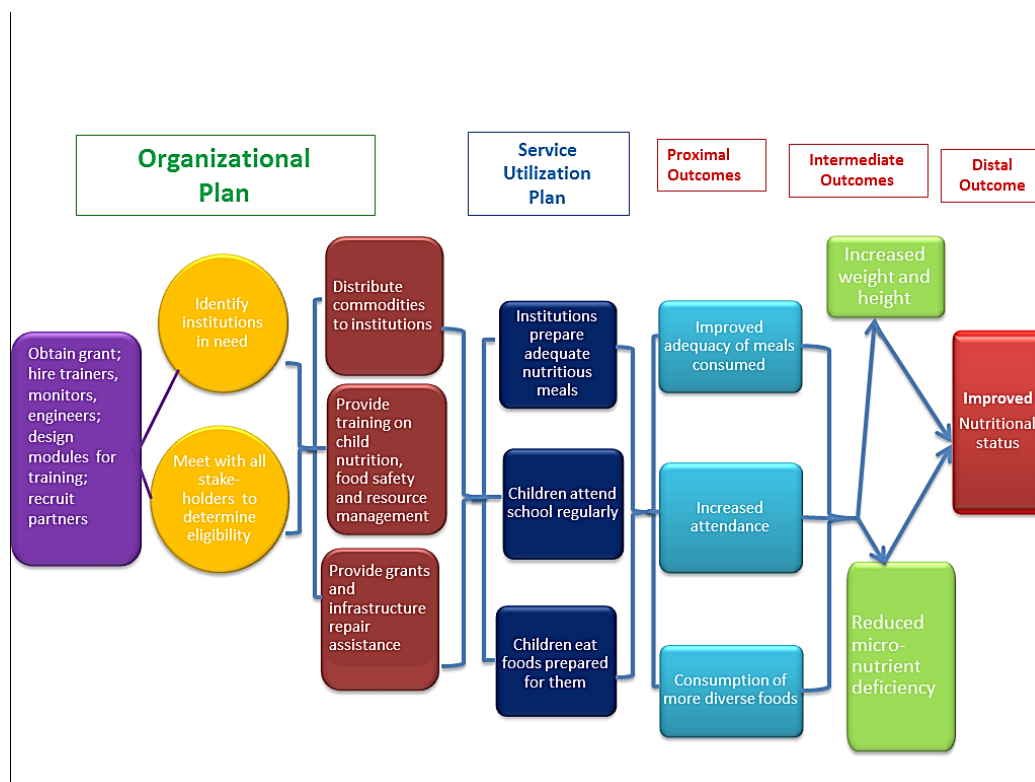 Organizational
Plan
Service
Utilization
Plan
Proximal
Outcomes
Intermediate
Outcomes
Distal
Outcome
Obtain grant;
hire trainers,
monitors,
engineers;
design
modules for
training;
recruit
partners
Identify
institutions
in need
Meet with all
stake-
holders to
determine
eligibility
Distribute
commodities
to institutions
Provide
training on
child
nutrition,
food safety
and resource
management
Provide grants
and
infrastructure
repair
assistance
Institutions
prepare
adequate
nutritious
meals
Children attend
school regularly
Children eat
foods prepared
for them
Improved
adequacy of meals
consumed
Increased
attendance
Consumption of
more diverse foods
Increased
weight and
height
Reduced
micro-
nutrient
deficiency
Improved
Nutritional
status